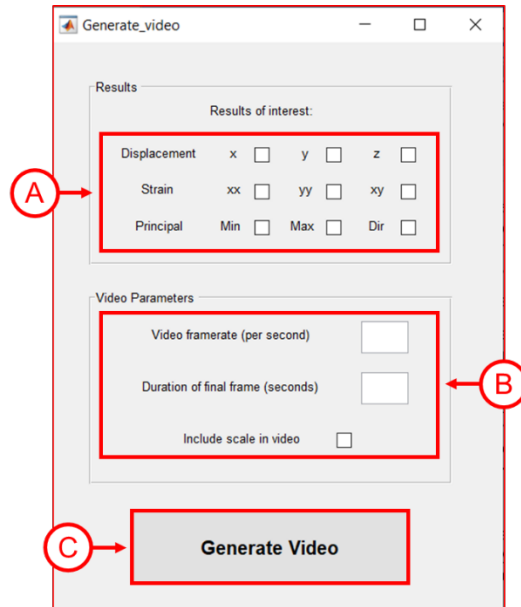 Generate_video
Results
Results of interest:
Displacement x y z
A
Strain xx yy xy
Principal Min Max Dir
Video Parameters
Video framerate (per second)
B
Duration of final frame (seconds)
Include scale in video
C
Generate Video